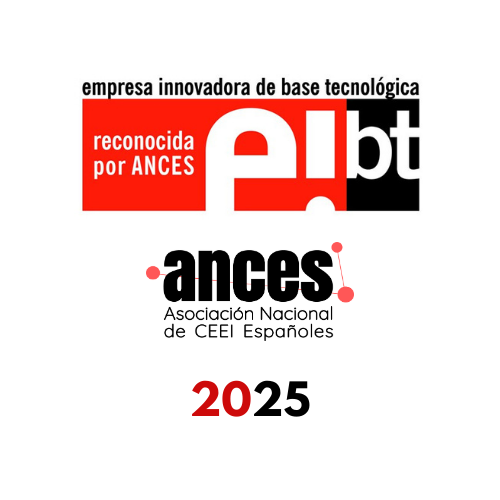 empresa innovadora de base tecnológica
reconocida
por ANCES
eibt
ances
Asociación Nacional
de CEEI Españoles
2025